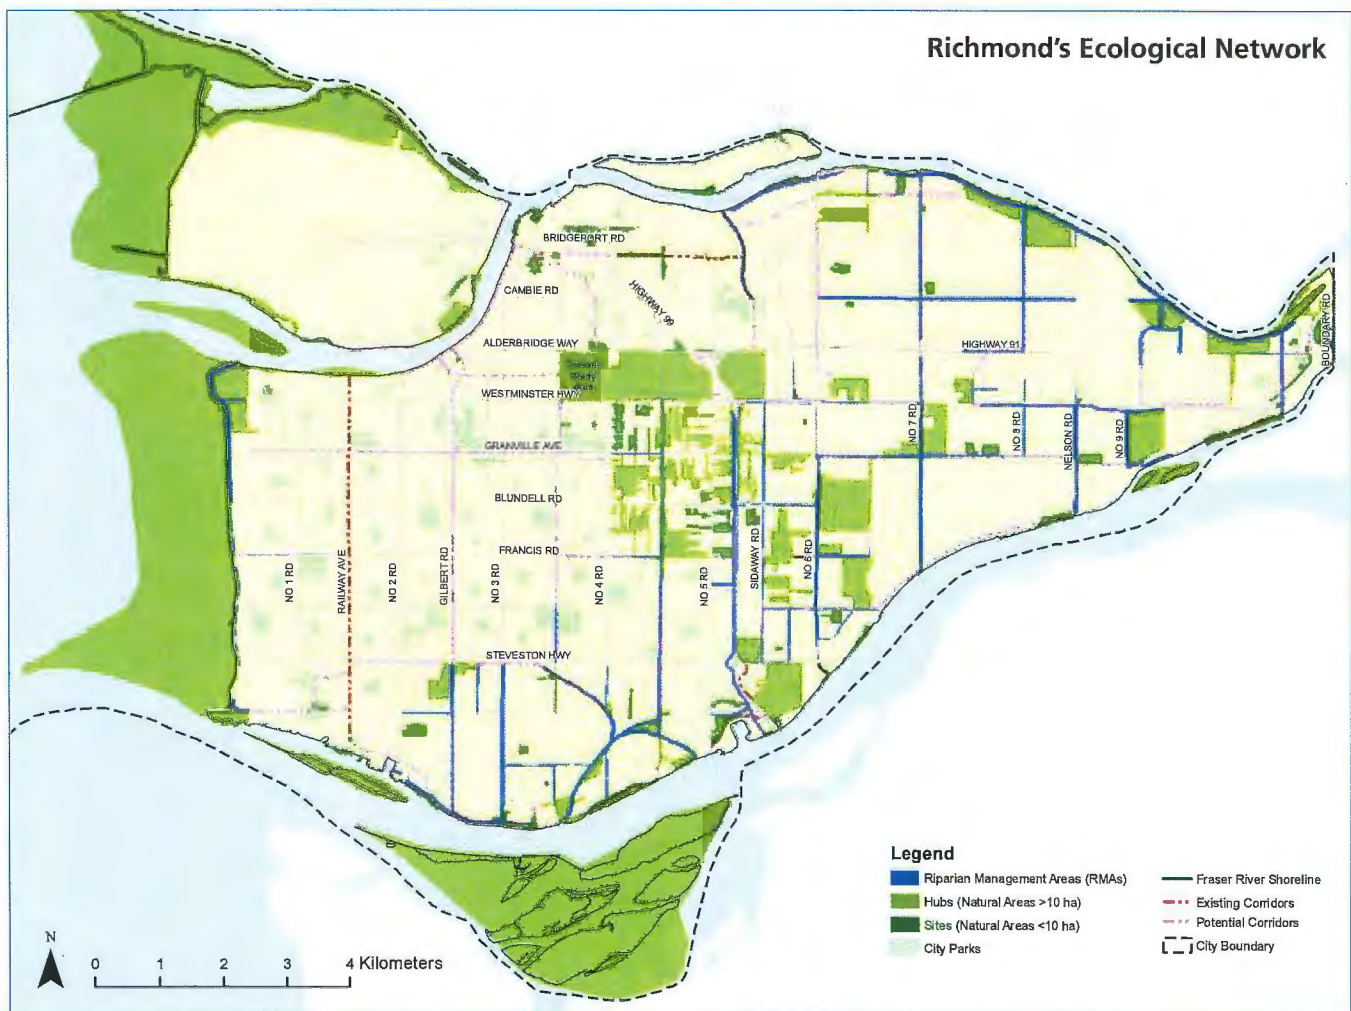 Richmond's Ecological Network
BRIDGEPORT RD
CAMBIE RD
HIGHWAY 99
ALDERBRIDGE WAY
HIGHWAY 91
BOUNDARY RD
WESTMINSTER HWY
GRANVILLE AVE
NO 7 RD
NO 8 RD
NELSON RD
NO 9 RD
BLUNDELL RD
FRANCIS RD
NO 1 RD
RAILWAY AVE
NO 2 RD
GILBERT RD
NO 3 RD
NO 4 RD
NO 5 RD
SIDAWAY RD
NO 6 RD
STEVESTON HWY
Legend
Riparian Management Areas (RMAs)
Hubs (Natural Areas >10 ha)
Sites (Natural Areas <10 ha)
City Parks
Fraser River Shoreline
Existing Corridors
Potential Corridors
City Boundary
N
0 1 2 3 4 Kilometers